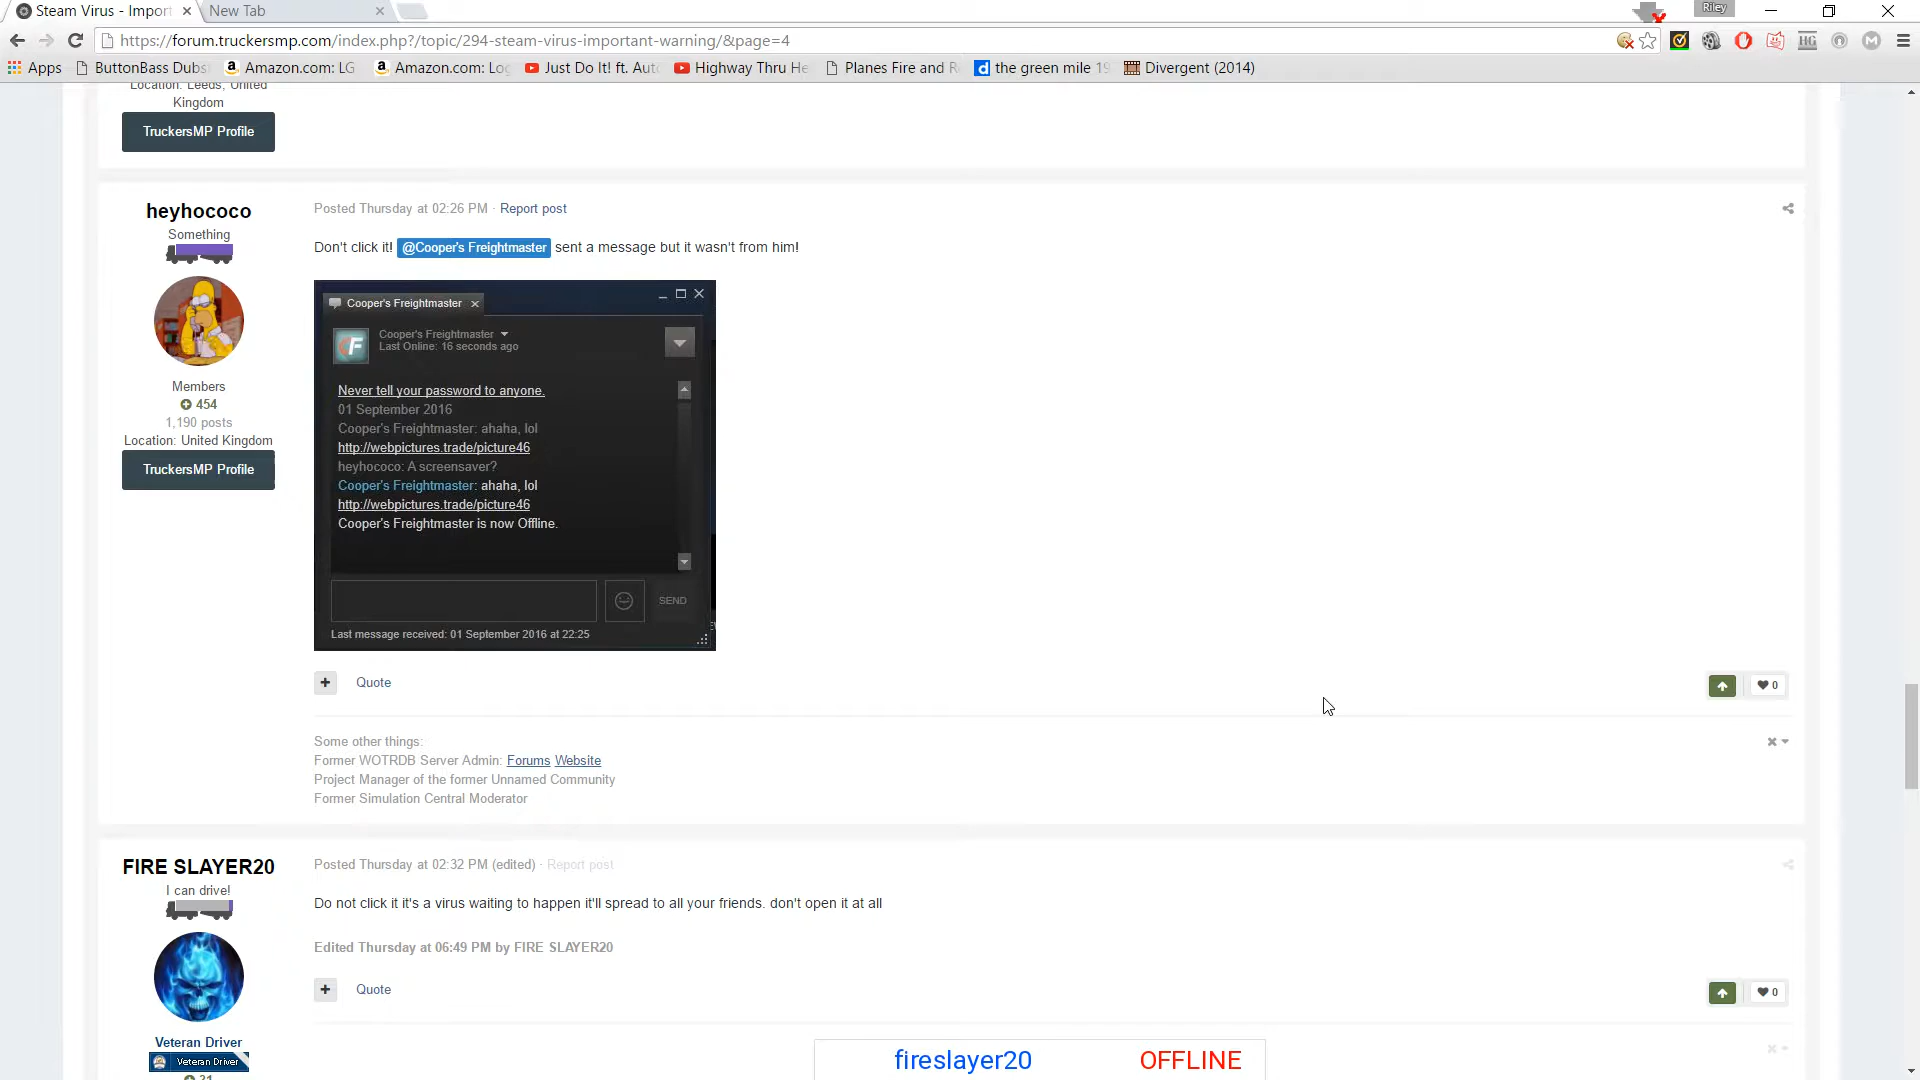 Steam Virus - Import
New Tab
Riley
https://forum.truckersmp.com/index.php?/topic/294-steam-virus-important-warning/&page=4
Apps
ButtonBass Dubs
Amazon.com: LG
Amazon.com: Log
Just Do It! ft. Aut
Highway Thru He
Planes Fire and R
the green mile 19
Divergent (2014)
Location: Leeds, United
Kingdom
TruckersMP Profile
heyhococo
Something
Members
454
1,190 posts
Location: United Kingdom
TruckersMP Profile
Posted Thursday at 02:26 PM · Report post
Don't click it! @Cooper's Freightmaster sent a message but it wasn't from him!
Cooper's Freightmaster
Cooper's Freightmaster
Last Online: 16 seconds ago
Never tell your password to anyone.
01 September 2016
Cooper's Freightmaster: ahaha, lol
http://webpictures.trade/picture46
heyhococo: A screensaver?
Cooper's Freightmaster: ahaha, lol
http://webpictures.trade/picture46
Cooper's Freightmaster is now Offline.
SEND
Last message received: 01 September 2016 at 22:25
+ Quote
0
Some other things:
Former WOTRDB Server Admin: Forums Website
Project Manager of the former Unnamed Community
Former Simulation Central Moderator
FIRE SLAYER20
I can drive!
Veteran Driver
Veteran Driver
Posted Thursday at 02:32 PM (edited) · Report post
Do not click it it's a virus waiting to happen it'll spread to all your friends. don't open it at all
Edited Thursday at 06:49 PM by FIRE SLAYER20
+ Quote
0
fireslayer20 OFFLINE